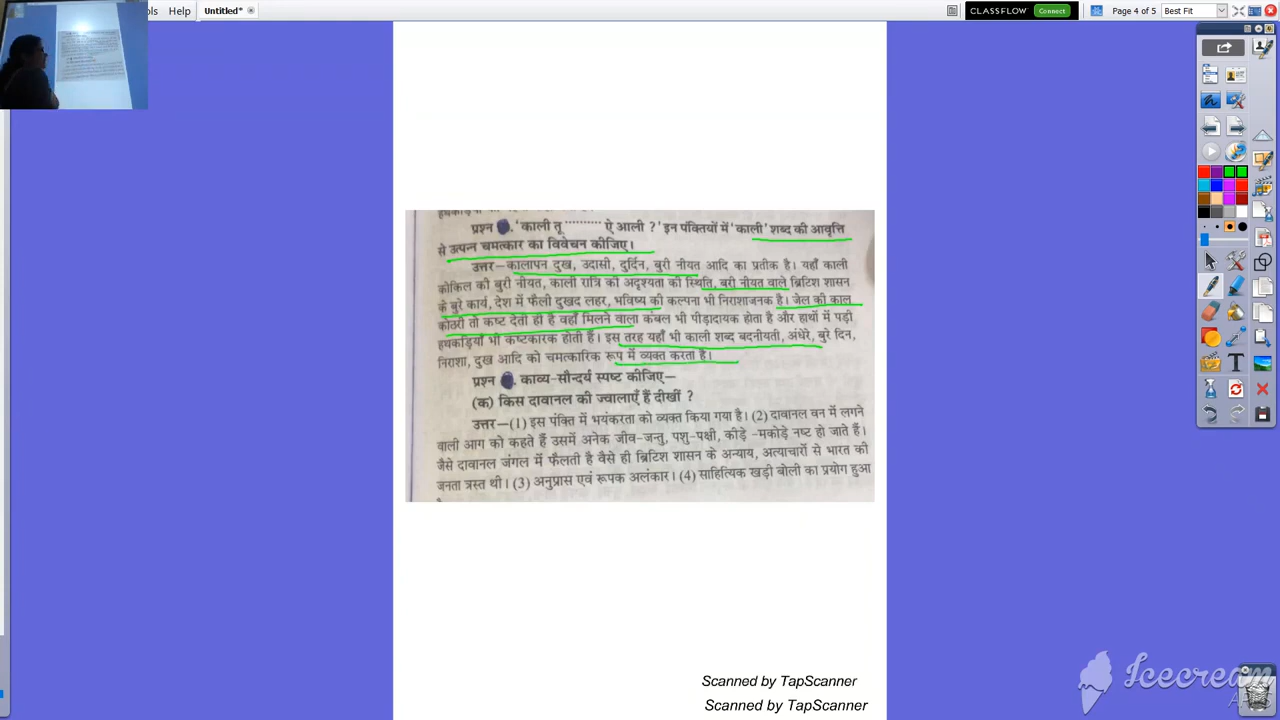 ols Help Untitled* CLASSFLOW Connect Page 4 of 5 Best Fit
प्रश्न . 'काली तू ………… ऐ आली ?' इन पंक्तियों में 'काली' शब्द की आवृत्ति
से उत्पन्न चमत्कार का विवेचन कीजिए।
उत्तर—कालापन दुख, उदासी, दुर्दिन, बुरी नीयत आदि का प्रतीक है। यहाँ काली
कोकिल की बुरी नीयत, काली रात्रि की अदृश्यता की स्थिति, बुरी नीयत वाले ब्रिटिश शासन
के बुरे कार्य, देश में फैली दुखद लहर, भविष्य की कल्पना भी निराशाजनक है। जेल की काल
कोठरी तो कष्ट देती ही है वहाँ मिलने वाला कंबल भी पीड़ादायक होता है और हाथों में पड़ी
हथकड़ियाँ भी कष्टकारक होती हैं। इस तरह यहाँ भी काली शब्द बदनीयती, अंधेरे, बुरे दिन,
निराशा, दुख आदि को चमत्कारिक रूप में व्यक्त करता है।
प्रश्न . काव्य-सौन्दर्य स्पष्ट कीजिए—
(क) किस दावानल की ज्वालाएँ हैं दीखीं ?
उत्तर—(1) इस पंक्ति में भयंकरता को व्यक्त किया गया है। (2) दावानल वन में लगने
वाली आग को कहते हैं उसमें अनेक जीव-जन्तु, पशु-पक्षी, कीड़े -मकोड़े नष्ट हो जाते हैं।
जैसे दावानल जंगल में फैलती है वैसे ही ब्रिटिश शासन के अन्याय, अत्याचारों से भारत की
जनता त्रस्त थी। (3) अनुप्रास एवं रूपक अलंकार। (4) साहित्यिक खड़ी बोली का प्रयोग हुआ
Scanned by TapScanner
Scanned by TapScanner
Icecream
APPS